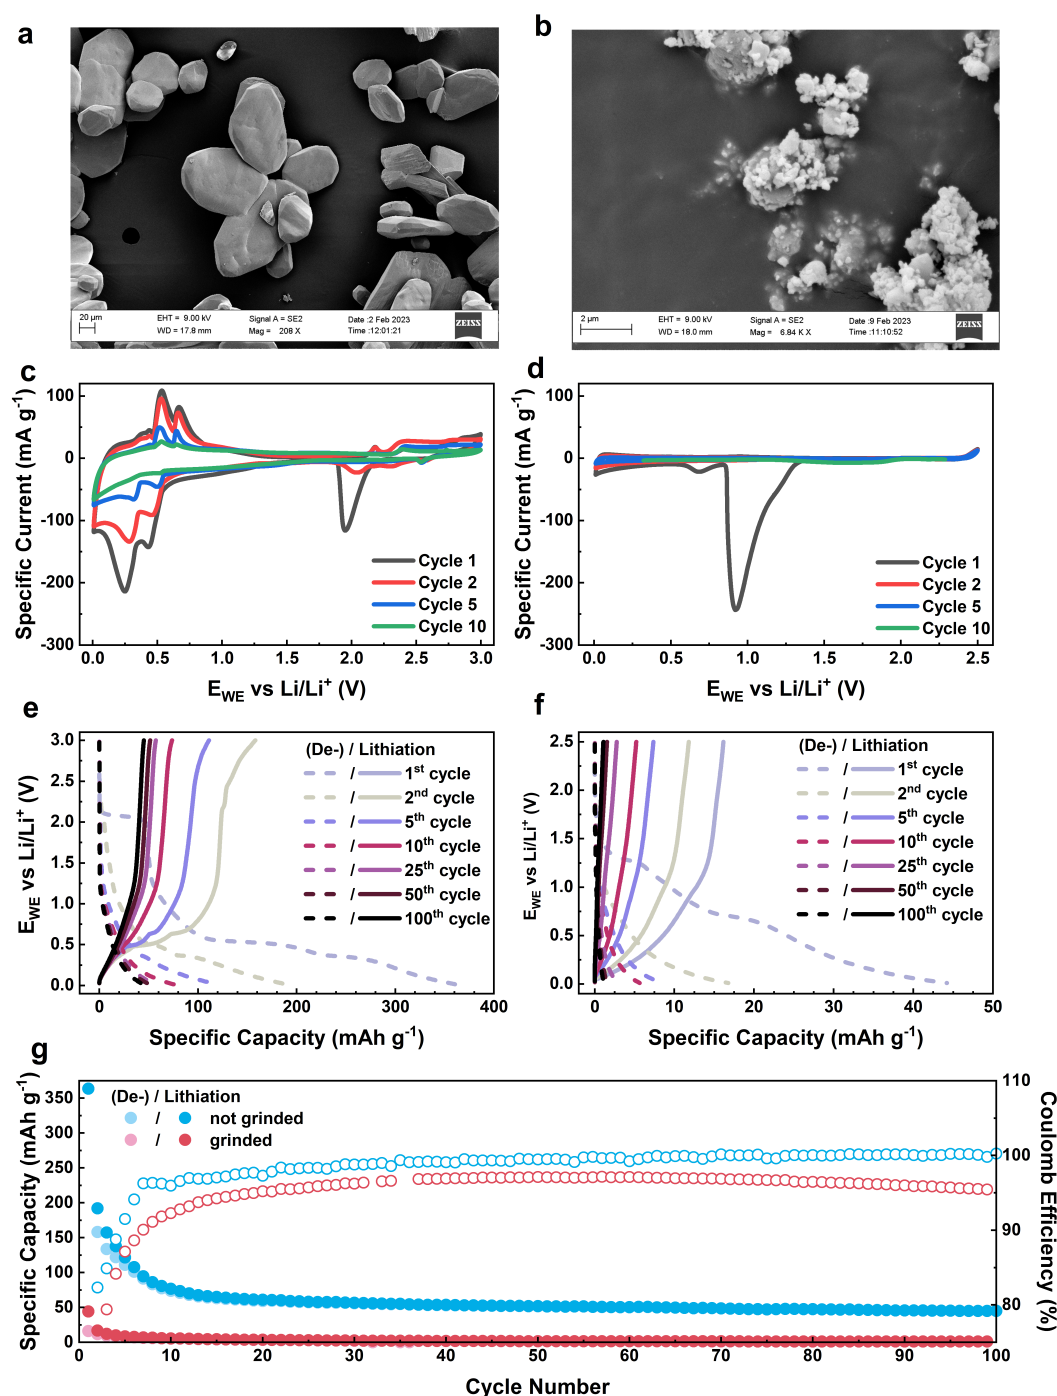 a
20 µm
EHT = 9.00 kV
WD = 17.8 mm
Signal A = SE2
Mag = 208 X
Date :2 Feb 2023
Time :12:01:21
ZEISS
b
2 µm
EHT = 9.00 kV
WD = 18.0 mm
Signal A = SE2
Mag = 6.84 K X
Date :9 Feb 2023
Time :11:10:52
ZEISS
c
Specific Current (mA g⁻¹)
100
0
-100
-200
-300
Cycle 1
Cycle 2
Cycle 5
Cycle 10
0.0 0.5 1.0 1.5 2.0 2.5 3.0
E_WE vs Li/Li⁺ (V)
d
Specific Current (mA g⁻¹)
100
0
-100
-200
-300
Cycle 1
Cycle 2
Cycle 5
Cycle 10
0.0 0.5 1.0 1.5 2.0 2.5
E_WE vs Li/Li⁺ (V)
e
E_WE vs Li/Li⁺ (V)
3.0
2.5
2.0
1.5
1.0
0.5
0.0
(De-) / Lithiation
/ 1st cycle
/ 2nd cycle
/ 5th cycle
/ 10th cycle
/ 25th cycle
/ 50th cycle
/ 100th cycle
0 100 200 300 400
Specific Capacity (mAh g⁻¹)
f
E_WE vs Li/Li⁺ (V)
2.5
2.0
1.5
1.0
0.5
0.0
(De-) / Lithiation
/ 1st cycle
/ 2nd cycle
/ 5th cycle
/ 10th cycle
/ 25th cycle
/ 50th cycle
/ 100th cycle
0 10 20 30 40 50
Specific Capacity (mAh g⁻¹)
g
Specific Capacity (mAh g⁻¹)
350
300
250
200
150
100
50
0
(De-) / Lithiation
/ not grinded
/ grinded
110
100
90
80
Coulomb Efficiency (%)
0 10 20 30 40 50 60 70 80 90 100
Cycle Number